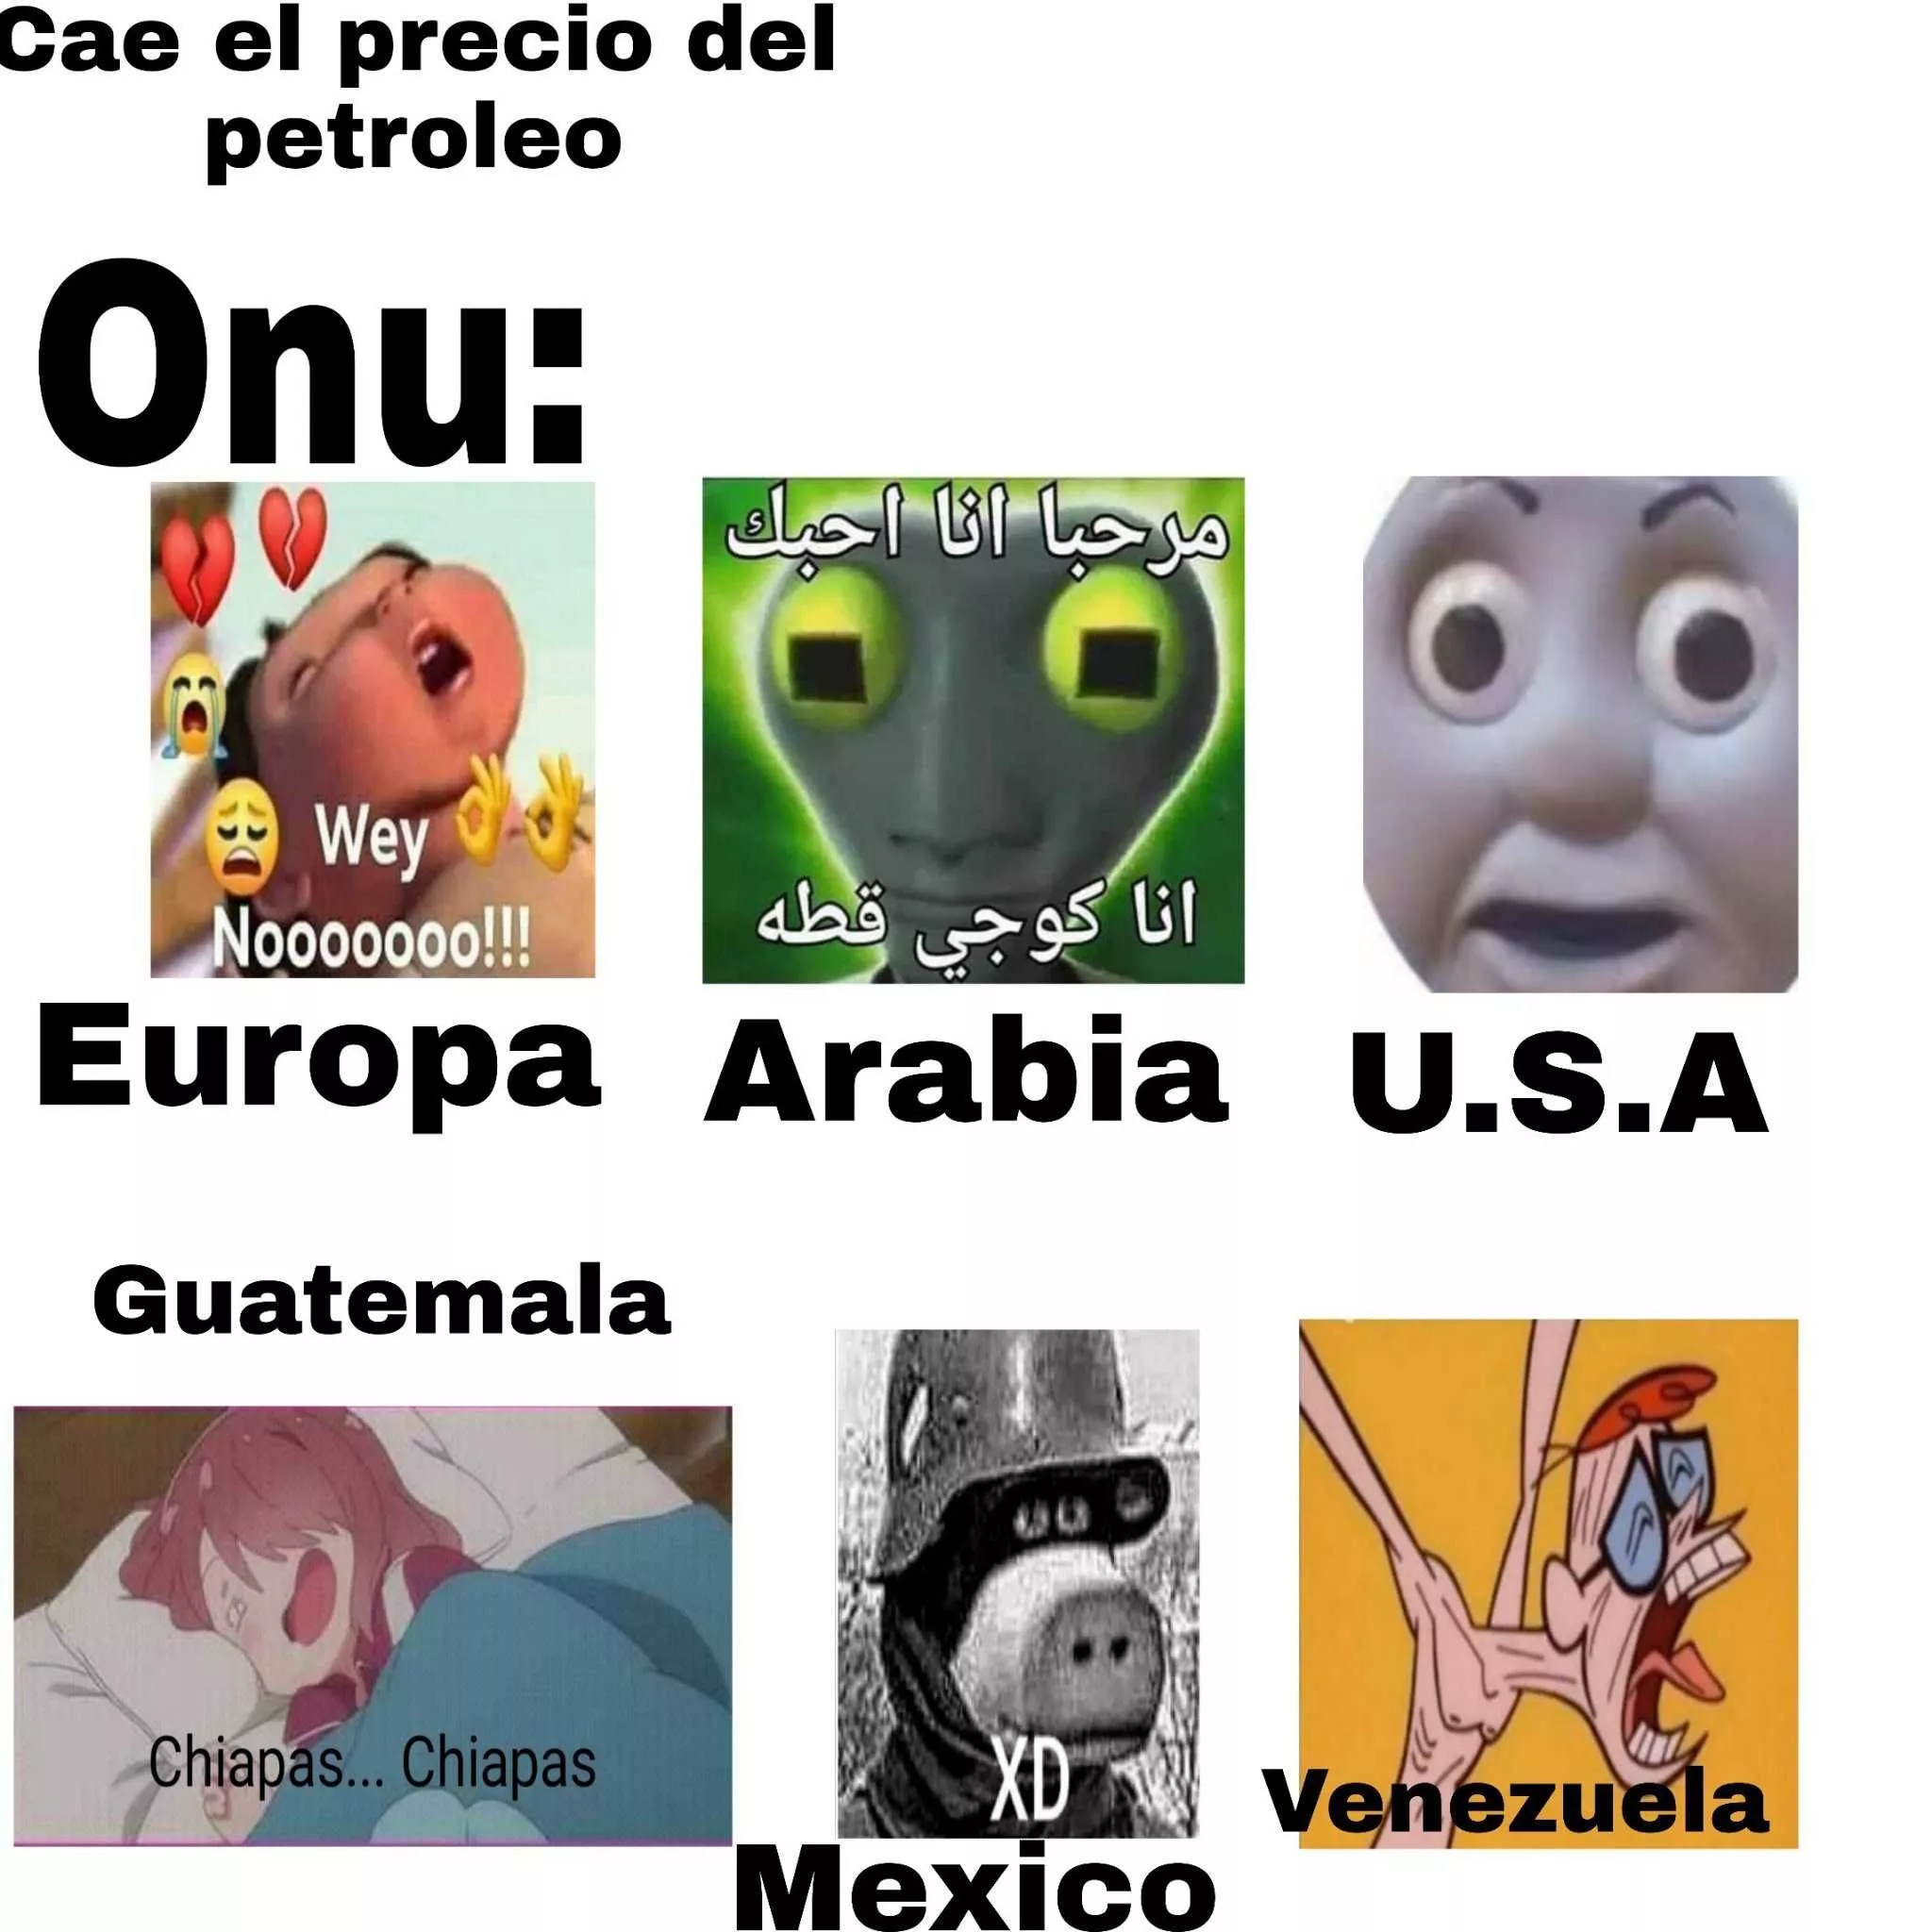 Cae el precio del
petroleo
Onu:
Wey
Nooooooo!!!
Europa
مرحبا انا احبك
انا كوجي قطه
Arabia
U.S.A
Guatemala
Chiapas... Chiapas
XD
Mexico
Venezuela